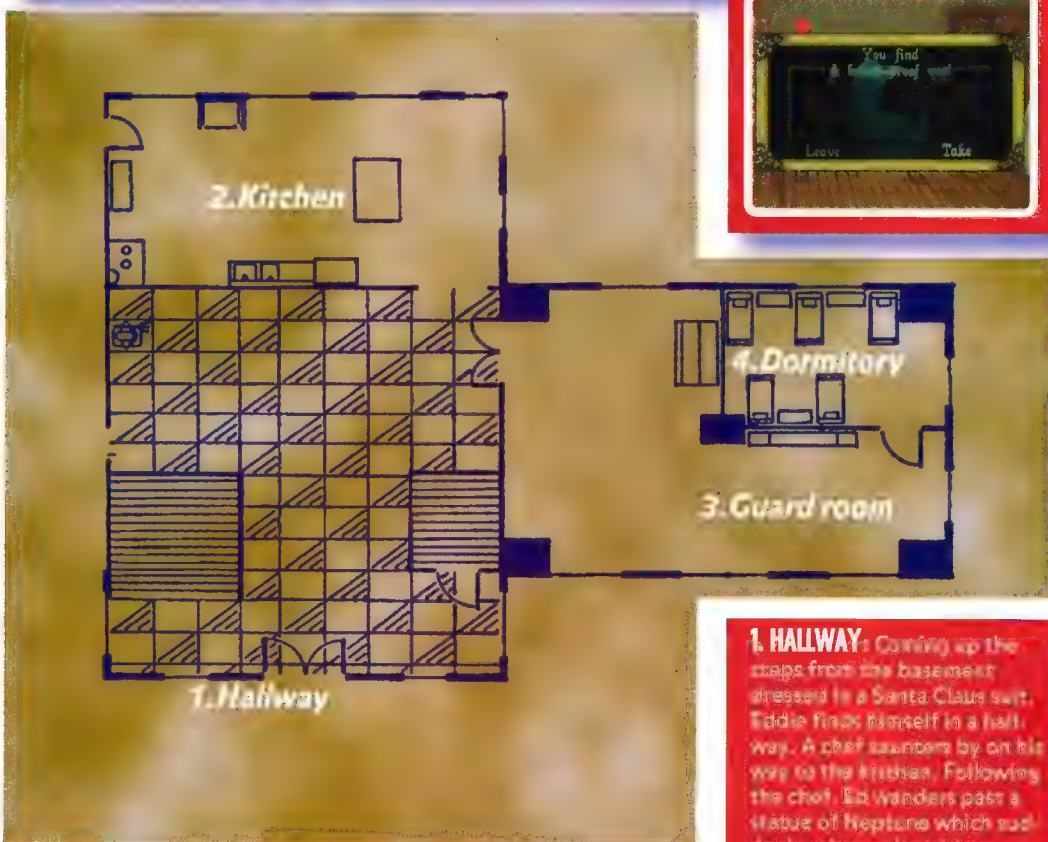 You find
Leave Take
2.Kitchen
4.Dormitory
3.Guard room
1.Hallway
1. HALLWAY: Coming up the
steps from the basement
dressed in a Santa Claus suit,
Eddie finds himself in a hall-
way. A chef saunters by on his
way to the kitchen. Following
the chef, Ed wanders past a
statue of Neptune which sud-